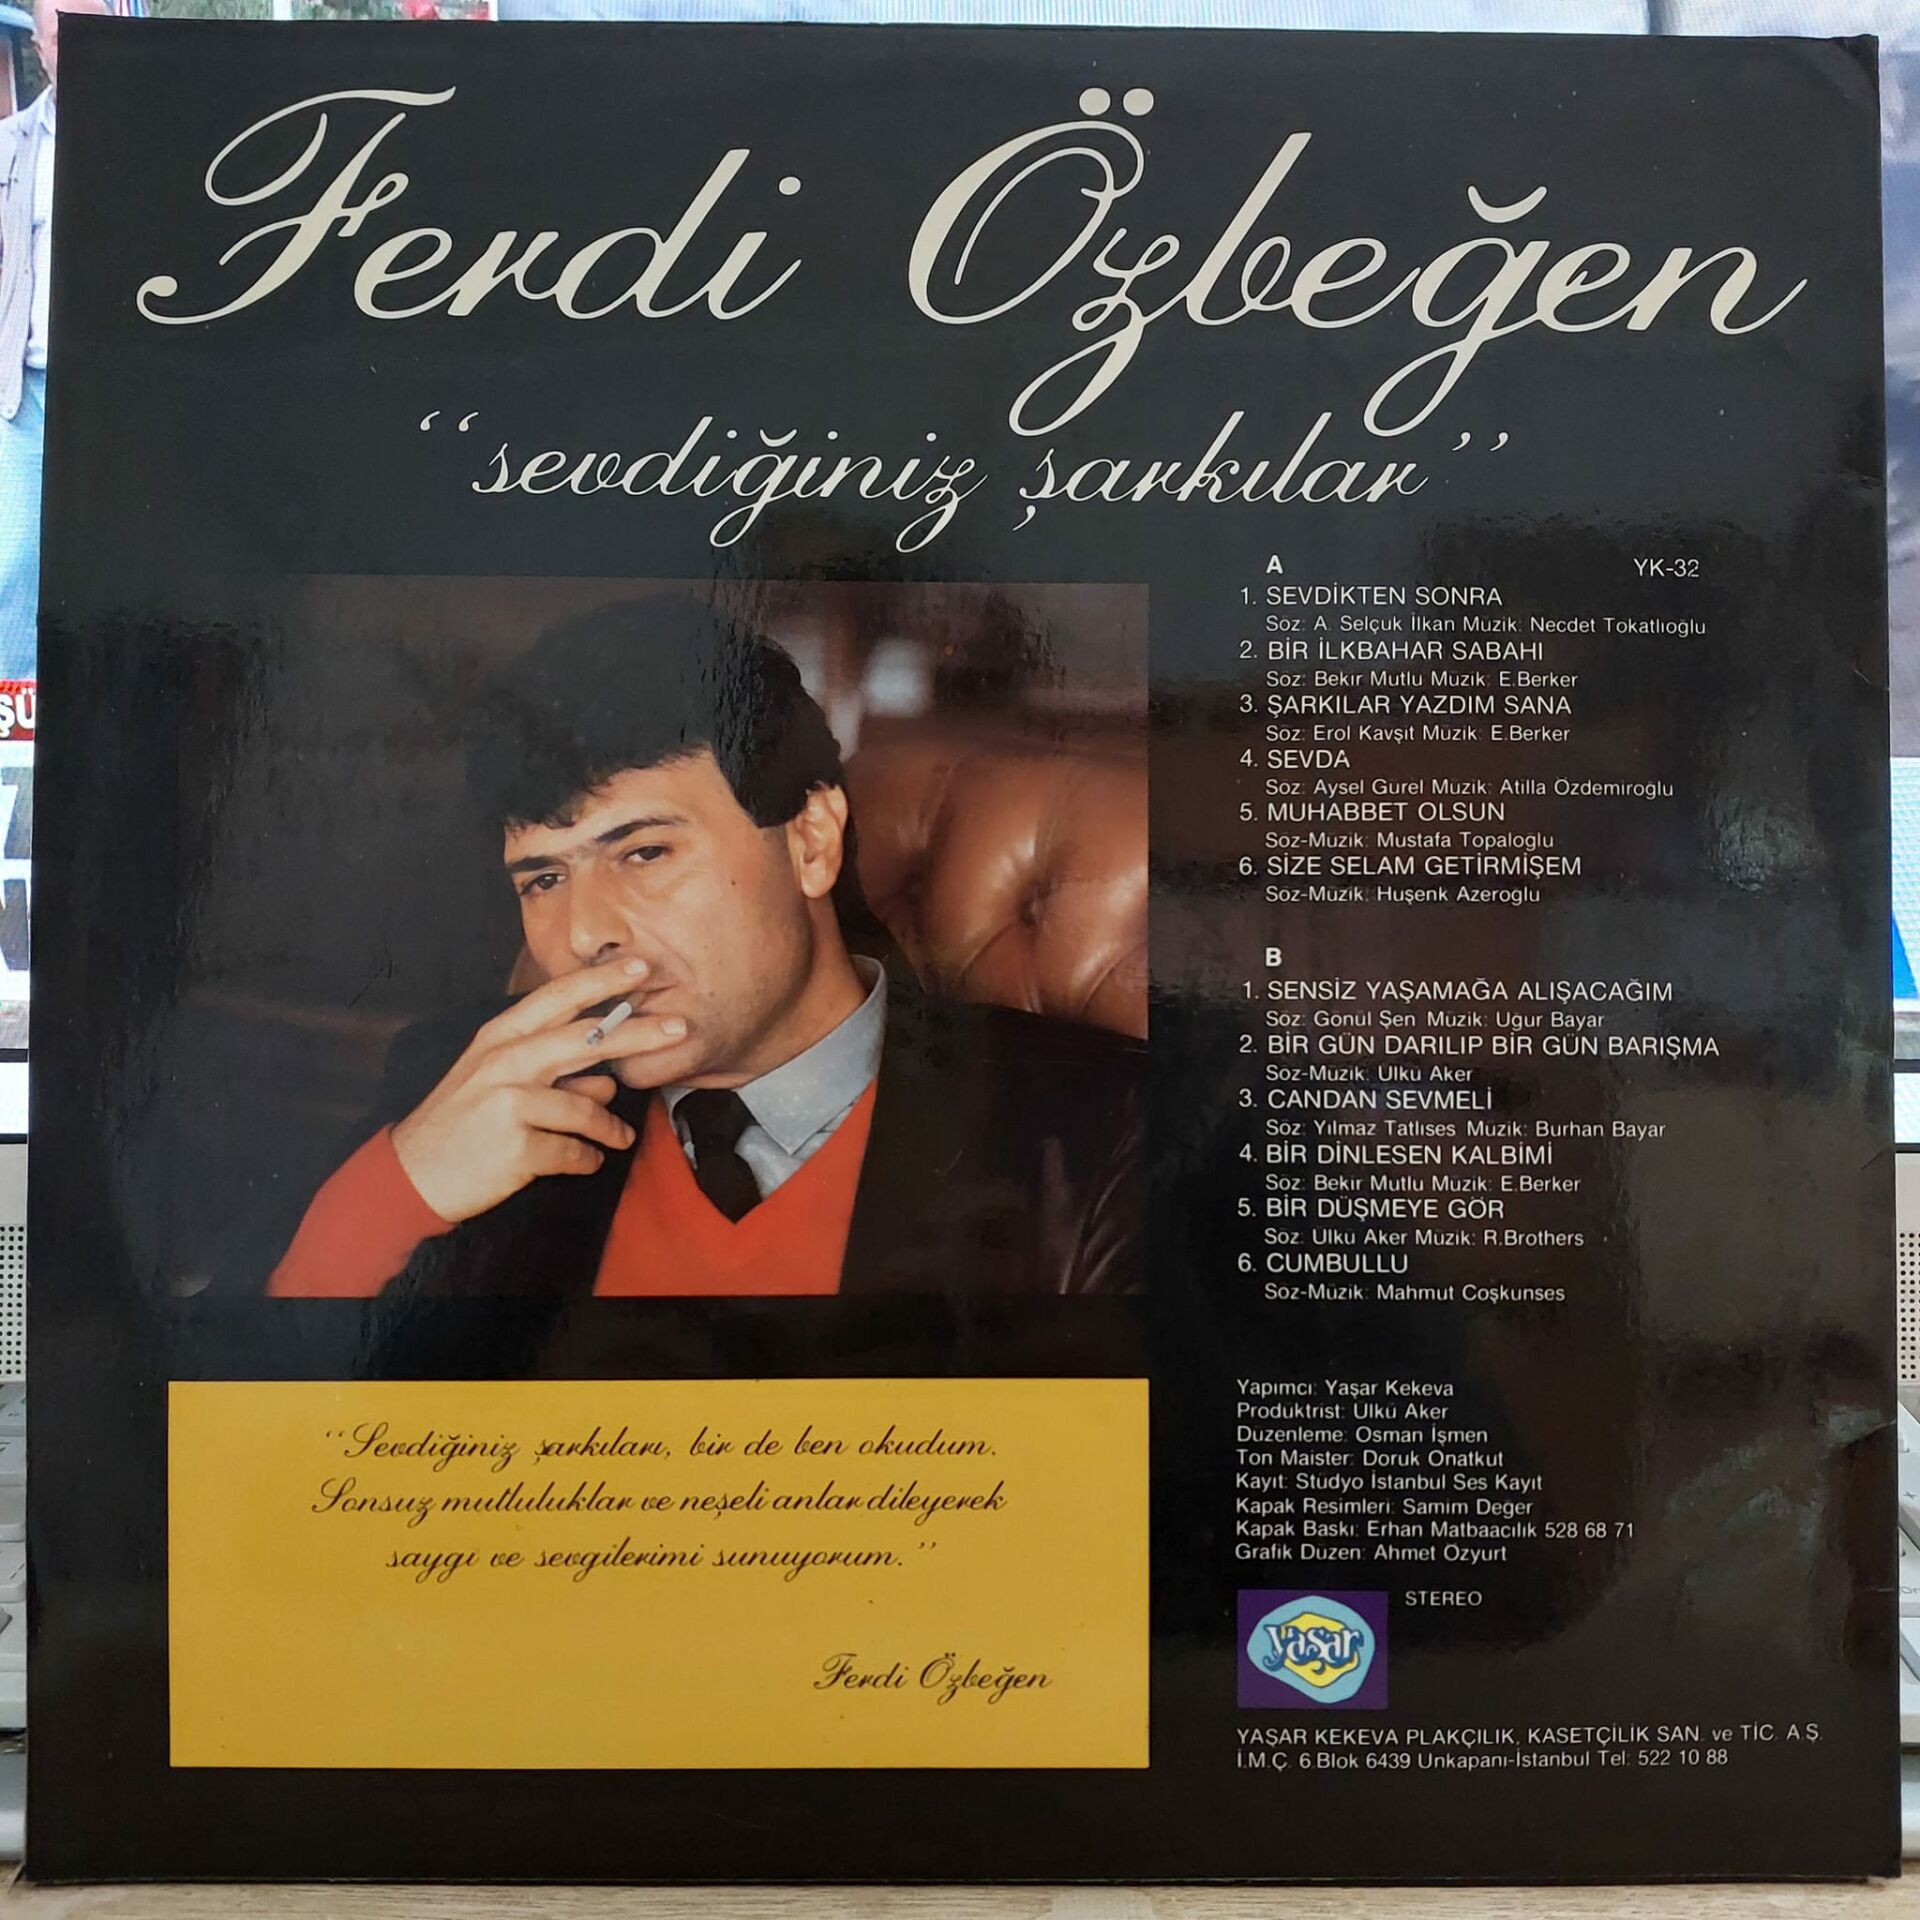 Ferdi Özbeğen
“sevdiğiniz şarkılar”
A YK-32
1. SEVDİKTEN SONRA
Söz: A. Selçuk İlkan Müzik: Necdet Tokatlıoğlu
2. BİR İLKBAHAR SABAHI
Söz: Bekir Mutlu Müzik: E.Berker
3. ŞARKILAR YAZDIM SANA
Söz: Erol Kavşit Müzik: E.Berker
4. SEVDA
Söz: Aysel Gürel Müzik: Atilla Özdemiroğlu
5. MUHABBET OLSUN
Söz-Müzik: Mustafa Topaloğlu
6. SİZE SELAM GETİRMİŞEM
Söz-Müzik: Huşenk Azeroğlu
B
1. SENSİZ YAŞAMAĞA ALIŞACAĞIM
Söz: Gönül Şen Müzik: Uğur Bayar
2. BİR GÜN DARILIP BİR GÜN BARIŞMA
Söz-Müzik: Ülkü Aker
3. CANDAN SEVMELİ
Söz: Yılmaz Tatlıses Müzik: Burhan Bayar
4. BİR DİNLESEN KALBİMİ
Söz: Bekir Mutlu Müzik: E.Berker
5. BİR DÜŞMEYE GÖR
Söz: Ülkü Aker Müzik: R.Brothers
6. CUMBULLU
Söz-Müzik: Mahmut Coşkunses
“Sevdiğiniz şarkıları, bir de ben okudum.
Sonsuz mutluluklar ve neşeli anlar dileyerek
saygı ve sevgilerimi sunuyorum.”
Ferdi Özbeğen
Yapımcı: Yaşar Kekeva
Produktrist: Ülkü Aker
Düzenleme: Osman İşmen
Ton Maister: Doruk Onatkut
Kayıt: Stüdyo İstanbul Ses Kayıt
Kapak Resimleri: Samim Değer
Kapak Baskı: Erhan Matbaacılık 528 68 71
Grafik Düzen: Ahmet Özyurt
yaşar STEREO
YAŞAR KEKEVA PLAKÇILIK, KASETÇİLİK SAN. ve TİC. A.Ş.
İ.M.Ç. 6.Blok 6439 Unkapanı-İstanbul Tel: 522 10 88